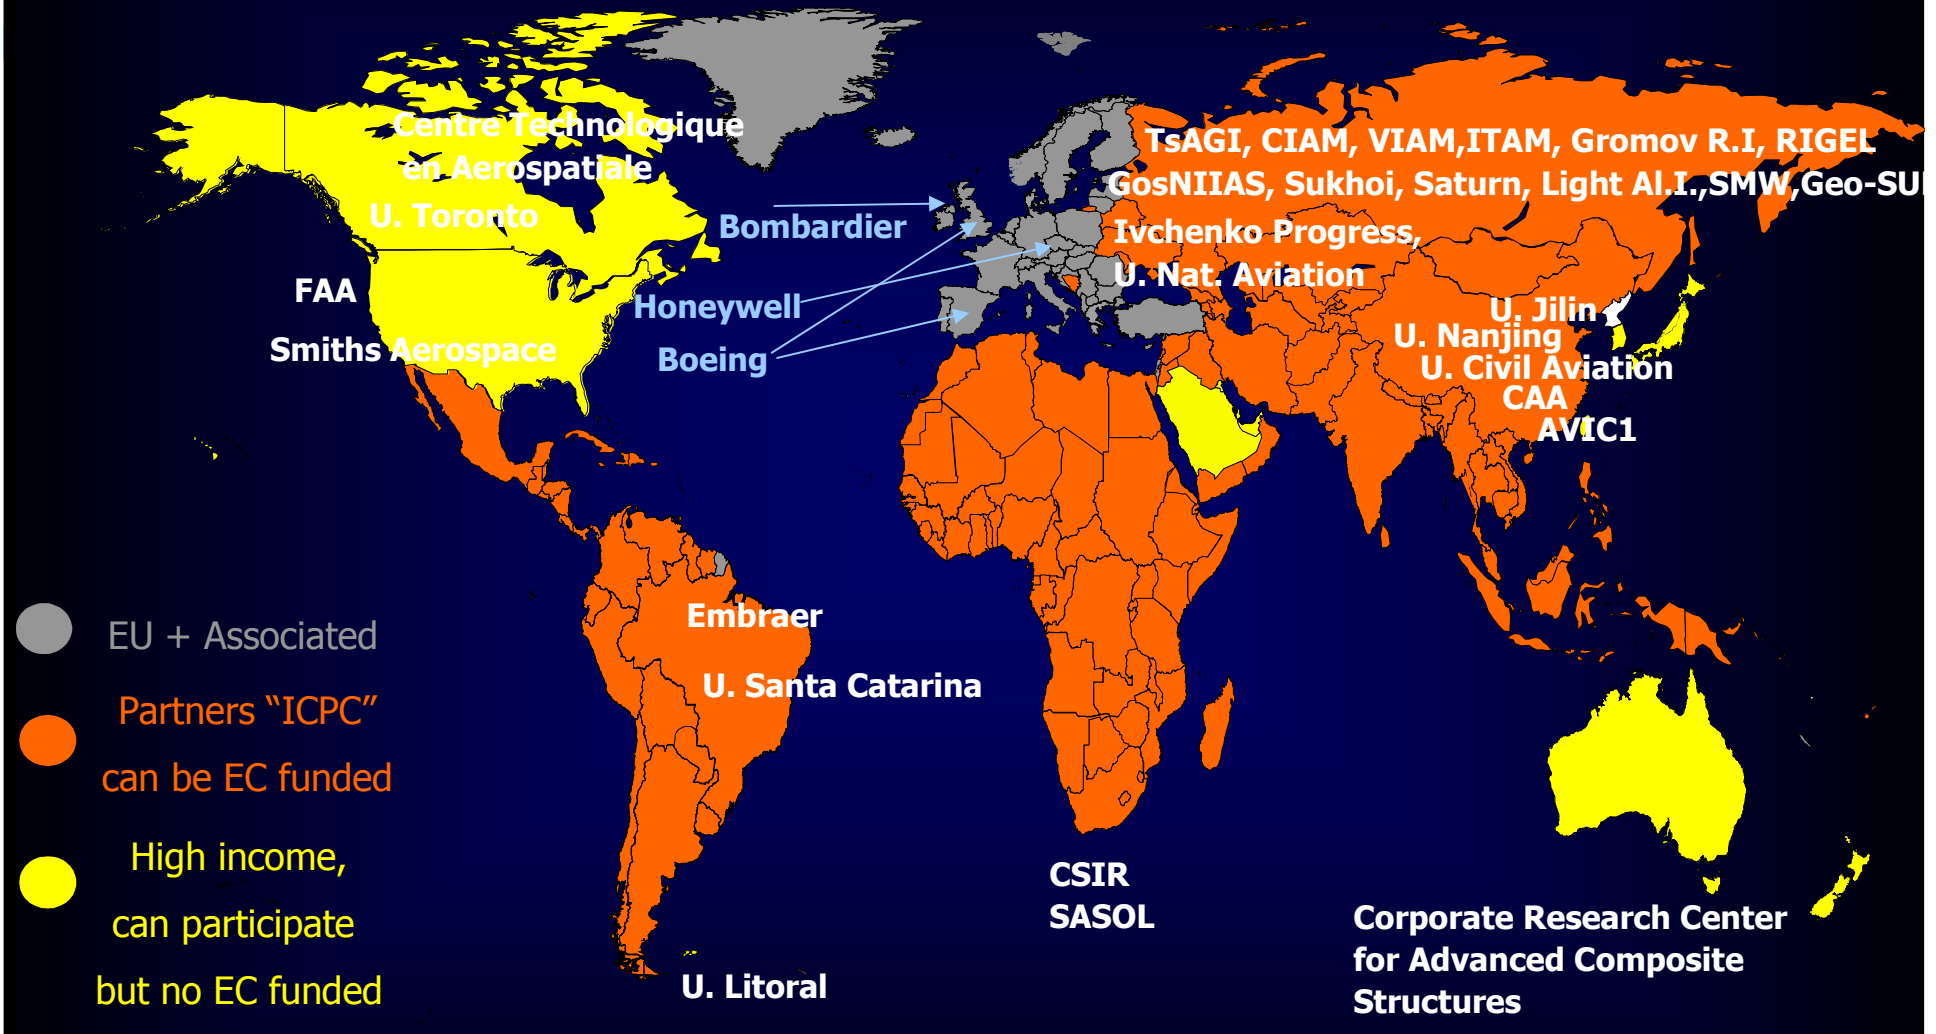 Centre Technologique
en Aerospatiale
U. Toronto
FAA
Smiths Aerospace
Bombardier
Honeywell
Boeing
TsAGI, CIAM, VIAM,ITAM, Gromov R.I, RIGEL
GosNIIAS, Sukhoi, Saturn, Light Al.I.,SMW,Geo-SUI
Ivchenko Progress,
U. Nat. Aviation
U. Jilin
U. Nanjing
U. Civil Aviation
CAA
AVIC1
Embraer
U. Santa Catarina
EU + Associated
Partners “ICPC”
can be EC funded
High income,
can participate
but no EC funded
CSIR
SASOL
U. Litoral
Corporate Research Center
for Advanced Composite
Structures